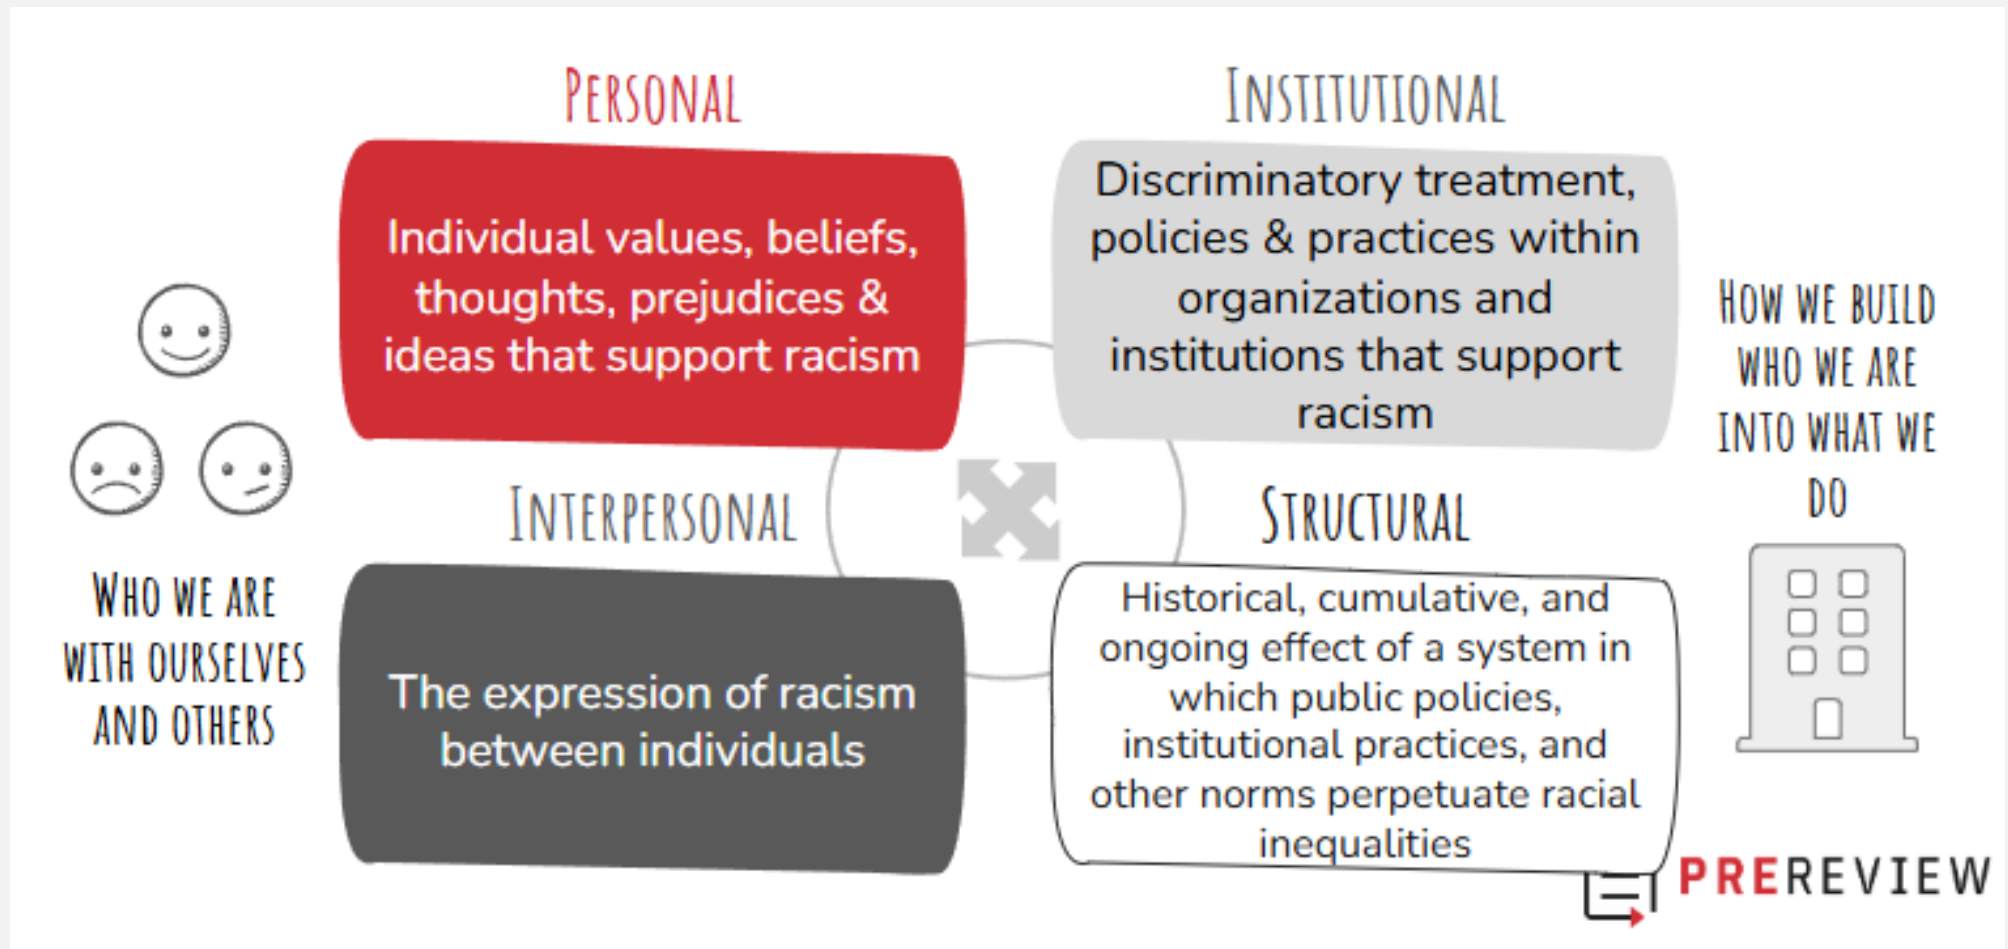 PERSONAL
Individual values, beliefs,
thoughts, prejudices &
ideas that support racism
INSTITUTIONAL
Discriminatory treatment,
policies & practices within
organizations and
institutions that support
racism
INTERPERSONAL
The expression of racism
between individuals
STRUCTURAL
Historical, cumulative, and
ongoing effect of a system in
which public policies,
institutional practices, and
other norms perpetuate racial
inequalities
WHO WE ARE
WITH OURSELVES
AND OTHERS
HOW WE BUILD
WHO WE ARE
INTO WHAT WE
DO
PREREVIEW